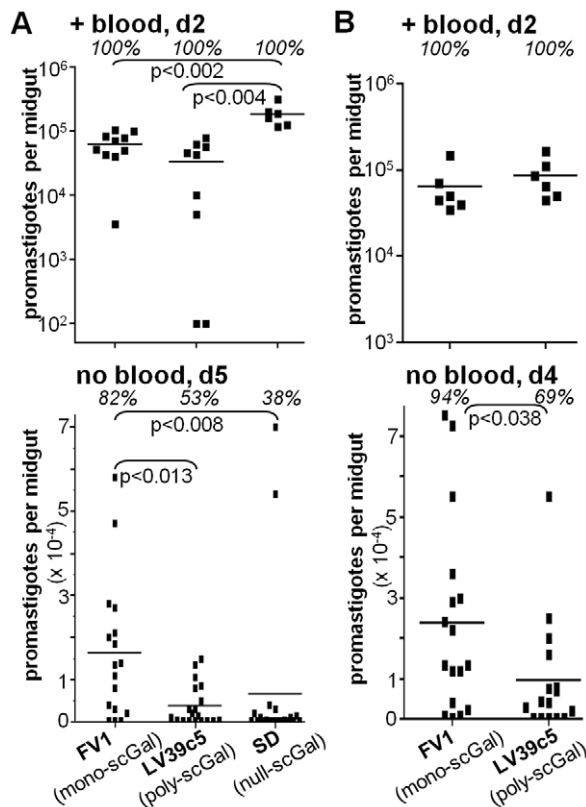 A
+ blood, d2
100% 100% 100%
p<0.002
p<0.004
promastigotes per midgut
10^6
10^5
10^4
10^3
10^2
no blood, d5
82% 53% 38%
p<0.008
p<0.013
promastigotes per midgut
(x 10^-4)
7
5
3
1
0
FV1
(mono-scGal)
LV39c5
(poly-scGal)
SD
(null-scGal)
B
+ blood, d2
100% 100%
promastigotes per midgut
10^6
10^5
10^4
10^3
no blood, d4
94% 69%
p<0.038
promastigotes per midgut
(x 10^-4)
7
5
3
1
0
FV1
(mono-scGal)
LV39c5
(poly-scGal)